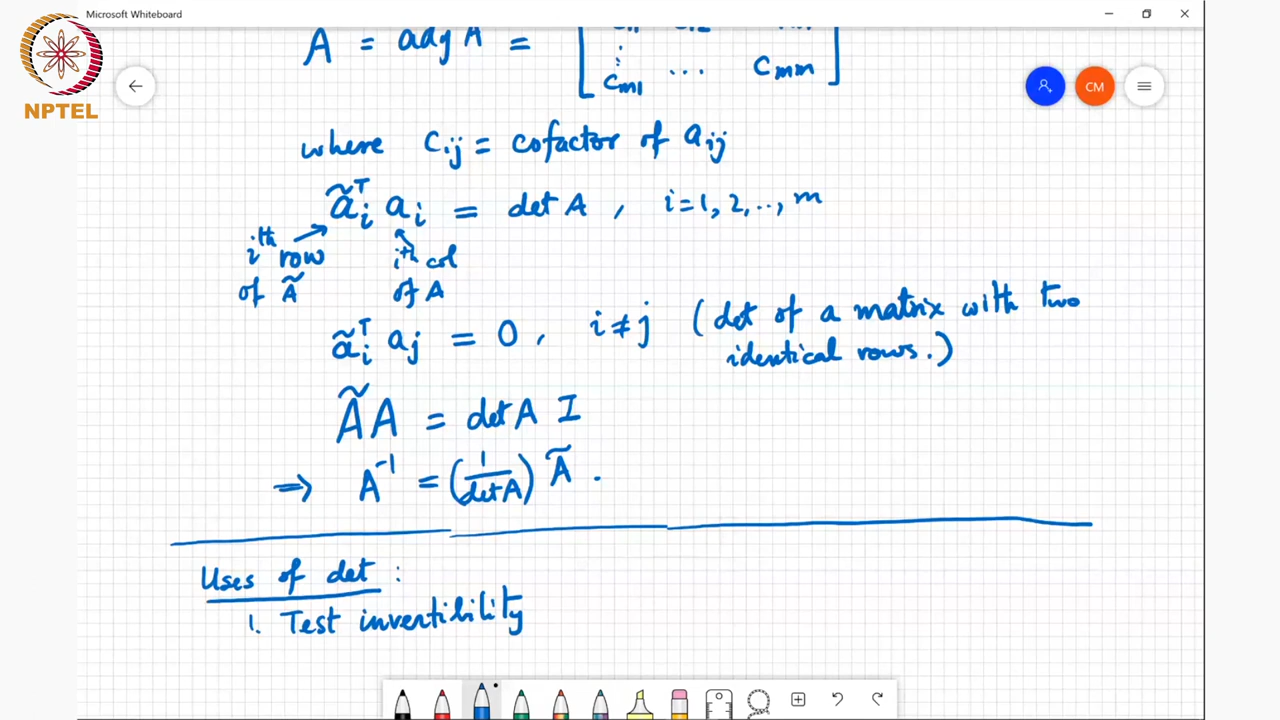 Microsoft Whiteboard
NPTEL
CM
A = adj A = [
⋮
Cm1 ... Cmm ]
where Cij = cofactor of aij
ãiᵀ ai = det A , i = 1, 2, .., m
ith row of Ã
ith col of A
ãiᵀ aj = 0 , i ≠ j (det of a matrix with two
identical rows.)
ÃA = det A I
⇒ A⁻¹ = (1/det A) Ã .
Uses of det :
1. Test invertibility